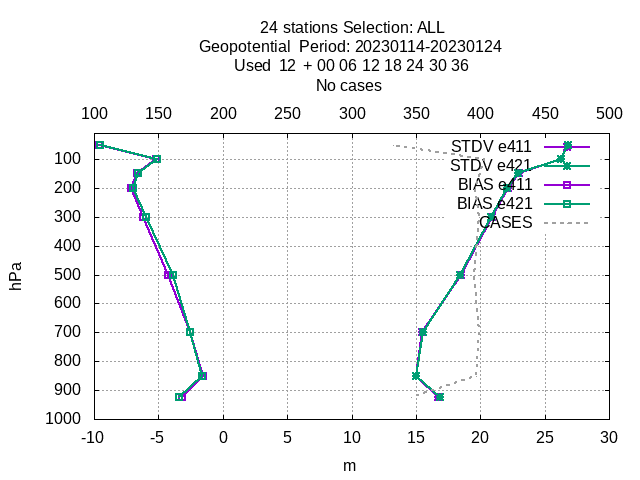 24 stations Selection: ALL
Geopotential  Period: 20230114-20230124
Used  12  + 00 06 12 18 24 30 36
No cases
100 150 200 250 300 350 400 450 500
STDV e411
100
STDV e421
BIAS e411
200
BIAS e421
300
CASES
400
hPa
500
600
700
800
900
1000
-10 -5 0 5 10 15 20 25 30
m